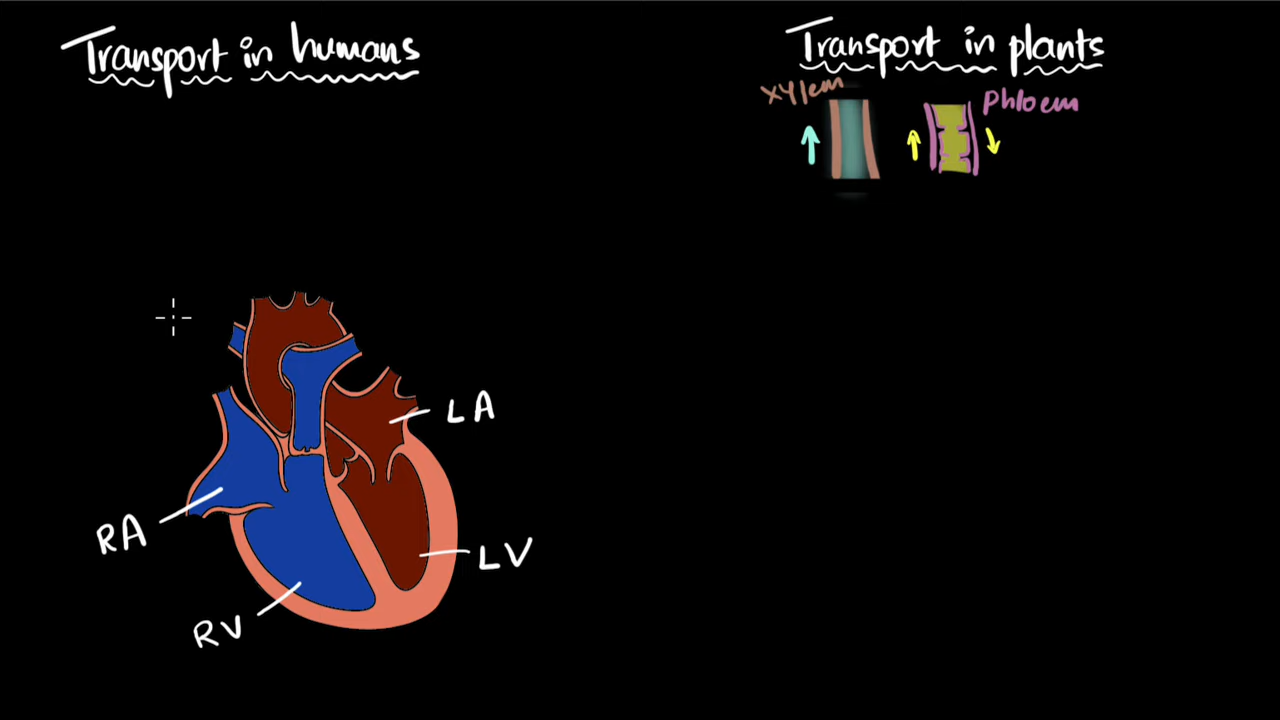 Transport in humans
Transport in plants
xylem
Phloem
LA
RA
LV
RV